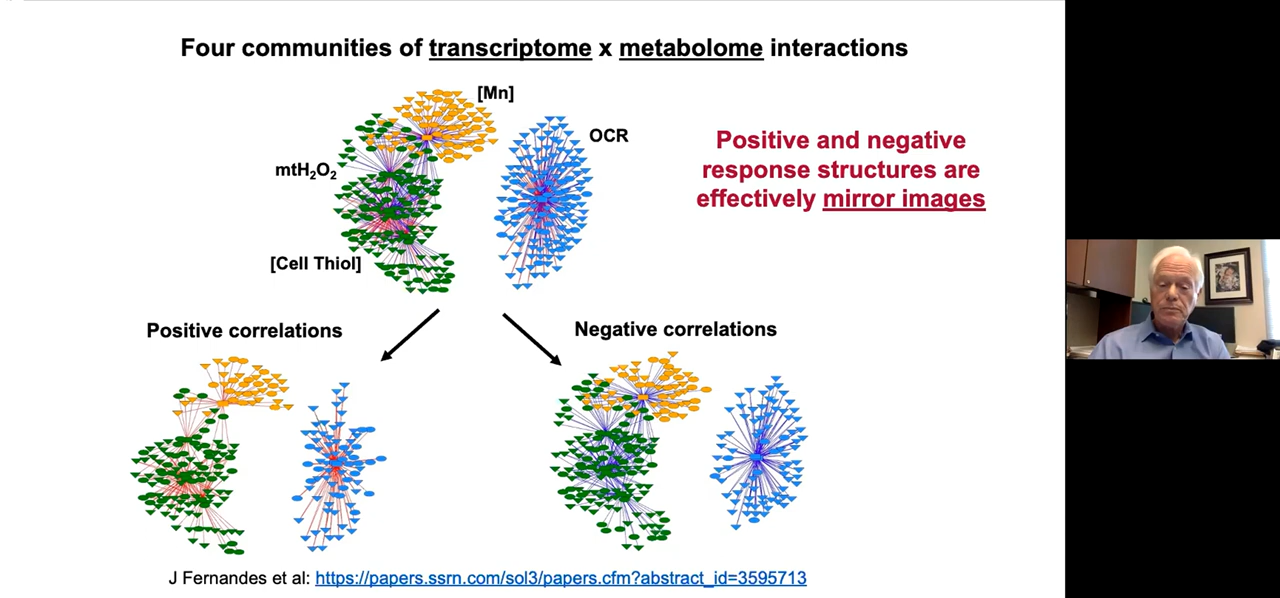 Four communities of transcriptome x metabolome interactions
[Mn]
OCR
mtH₂O₂
[Cell Thiol]
Positive and negative
response structures are
effectively mirror images
Positive correlations
Negative correlations
J Fernandes et al: https://papers.ssrn.com/sol3/papers.cfm?abstract_id=3595713